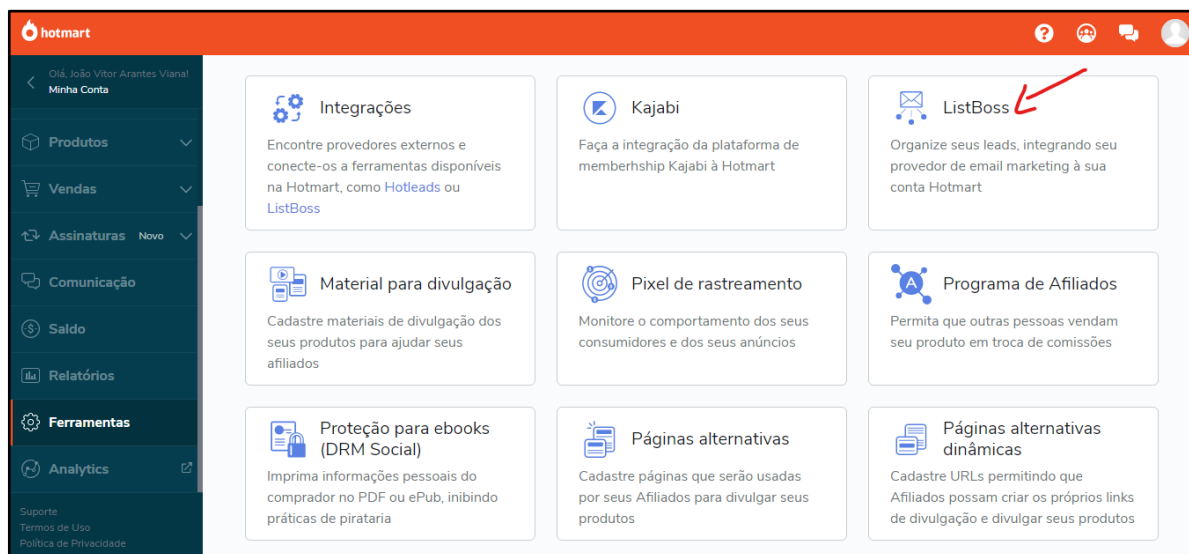 hotmart
Olá, João Vitor Arantes Viana!
Minha Conta
Produtos
Vendas
Assinaturas Novo
Comunicação
Saldo
Relatórios
Ferramentas
Analytics
Suporte
Termos de Uso
Política de Privacidade
Integrações
Encontre provedores externos e
conecte-os a ferramentas disponíveis
na Hotmart, como Hotleads ou
ListBoss
Kajabi
Faça a integração da plataforma de
memberhship Kajabi à Hotmart
ListBoss
Organize seus leads, integrando seu
provedor de email marketing à sua
conta Hotmart
Material para divulgação
Cadastre materiais de divulgação dos
seus produtos para ajudar seus
afiliados
Pixel de rastreamento
Monitore o comportamento dos seus
consumidores e dos seus anúncios
Programa de Afiliados
Permita que outras pessoas vendam
seu produto em troca de comissões
Proteção para ebooks
(DRM Social)
Imprima informações pessoais do
comprador no PDF ou ePub, inibindo
práticas de pirataria
Páginas alternativas
Cadastre páginas que serão usadas
por seus Afiliados para divulgar seus
produtos
Páginas alternativas
dinâmicas
Cadastre URLs permitindo que
Afiliados possam criar os próprios links
de divulgação e divulgar seus produtos